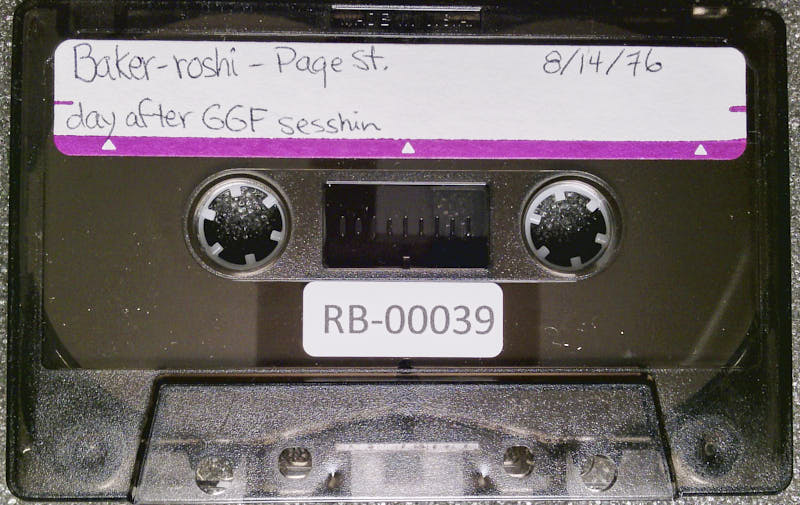 Baker-roshi - Page St. 8/14/76
day after GGF sesshin
RB-00039